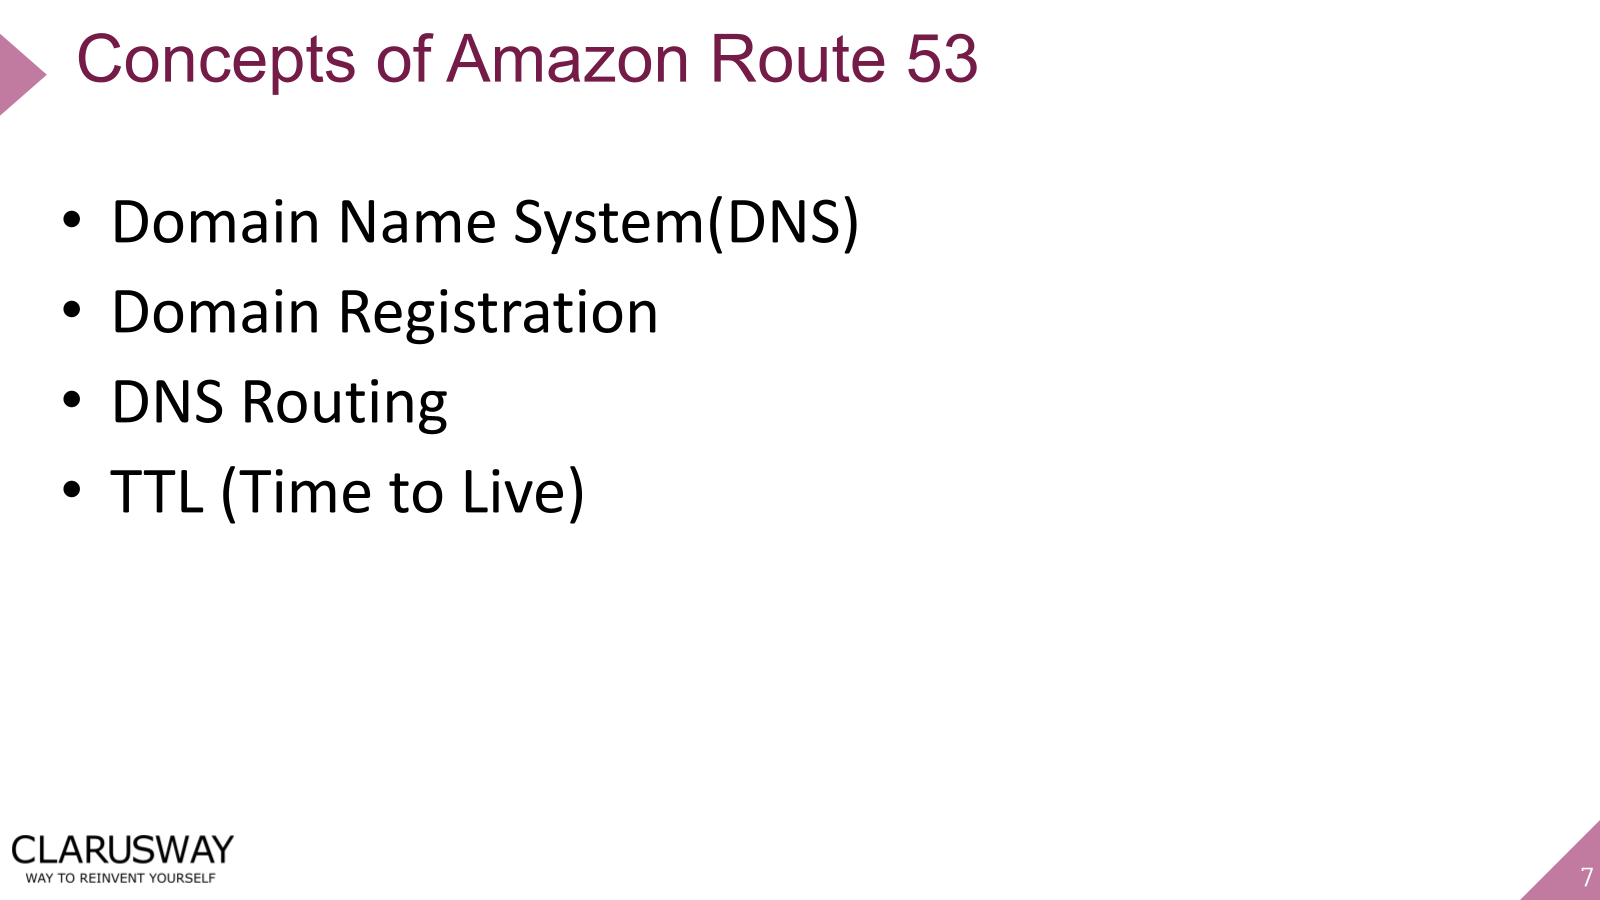 Concepts of Amazon Route 53
• Domain Name System(DNS)
• Domain Registration
• DNS Routing
• TTL (Time to Live)
CLARUSWAY
WAY TO REINVENT YOURSELF
7